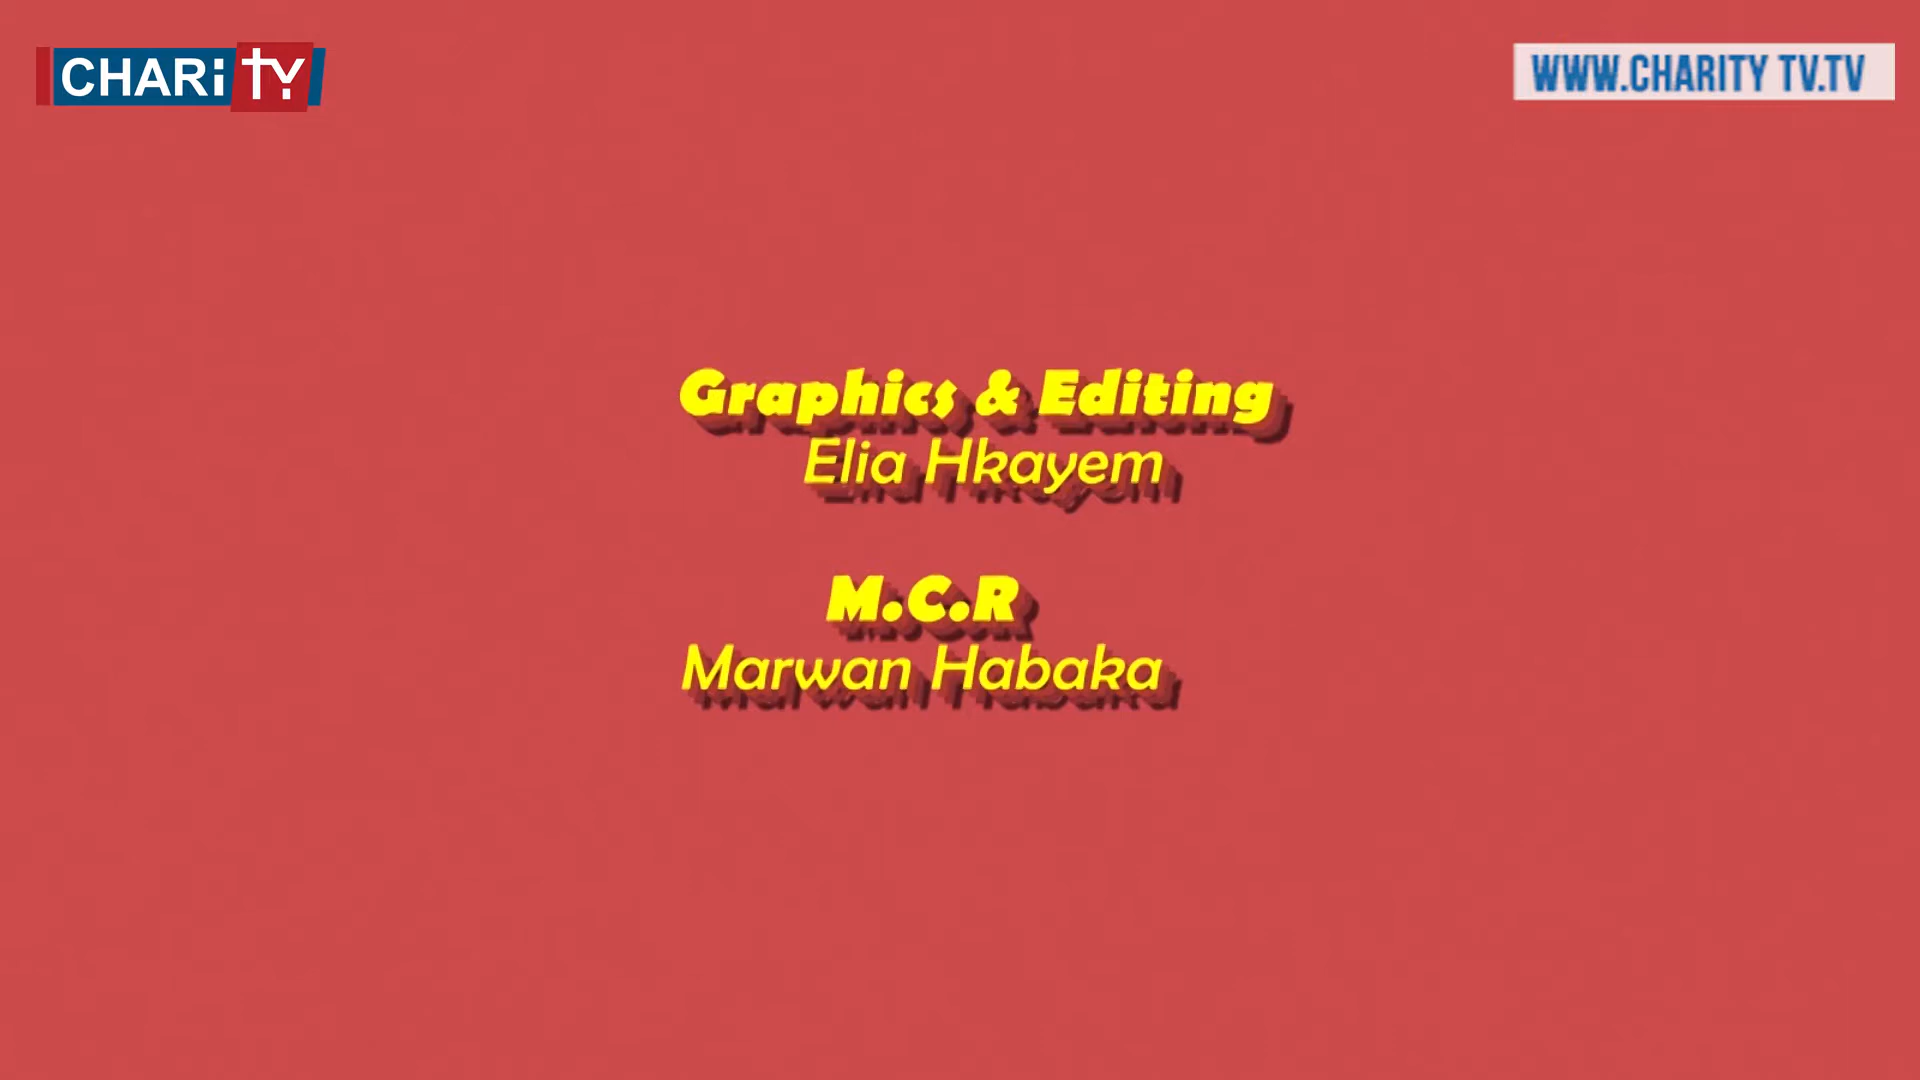 CHARiTY
WWW.CHARITY TV.TV
Graphics & Editing
Elia Hkayem
M.C.R
Marwan Habaka